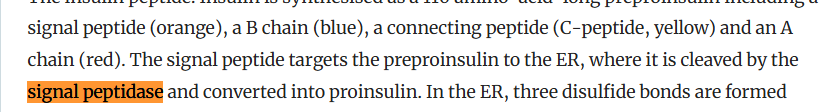 The insulin peptide. Insulin is synthesised as a 110 amino-acid-long preproinsulin including a
signal peptide (orange), a B chain (blue), a connecting peptide (C-peptide, yellow) and an A
chain (red). The signal peptide targets the preproinsulin to the ER, where it is cleaved by the
signal peptidase and converted into proinsulin. In the ER, three disulfide bonds are formed